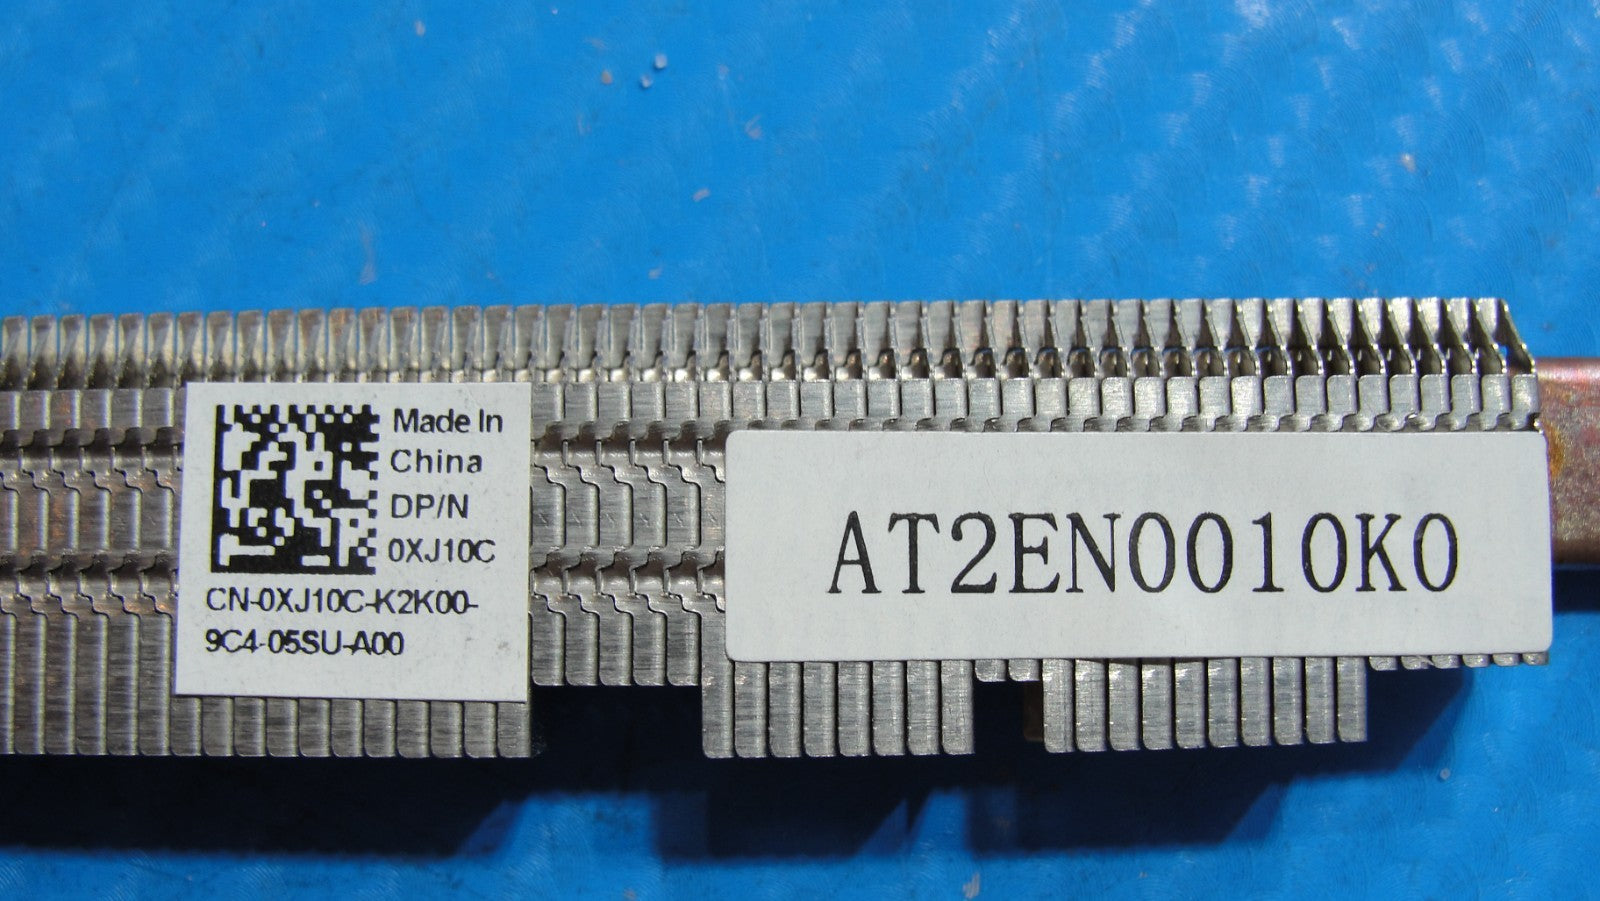 Made In
China
DP/N
0XJ10C
CN-0XJ10C-K2K00-
9C4-05SU-A00
AT2EN0010K0